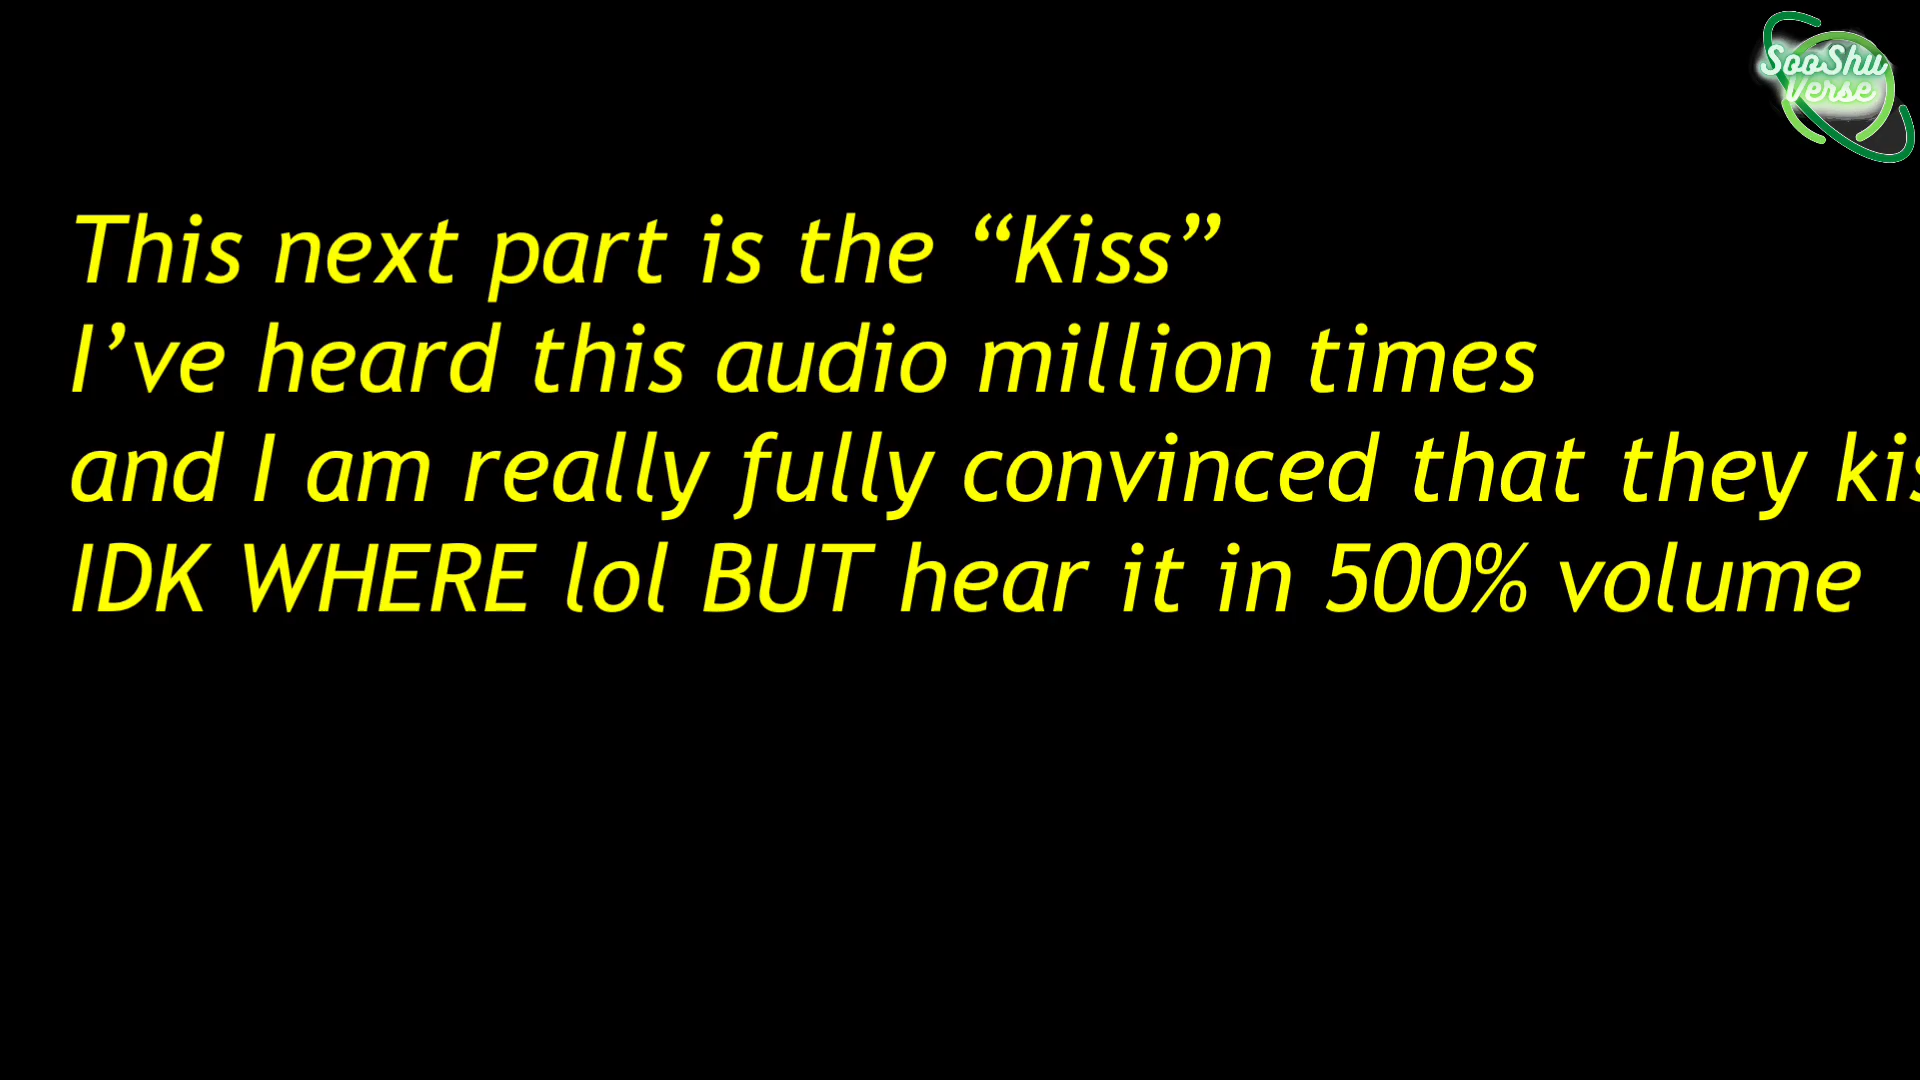 SooShu
Verse
This next part is the “Kiss”
I’ve heard this audio million times
and I am really fully convinced that they
IDK WHERE lol BUT hear it in 500% volume